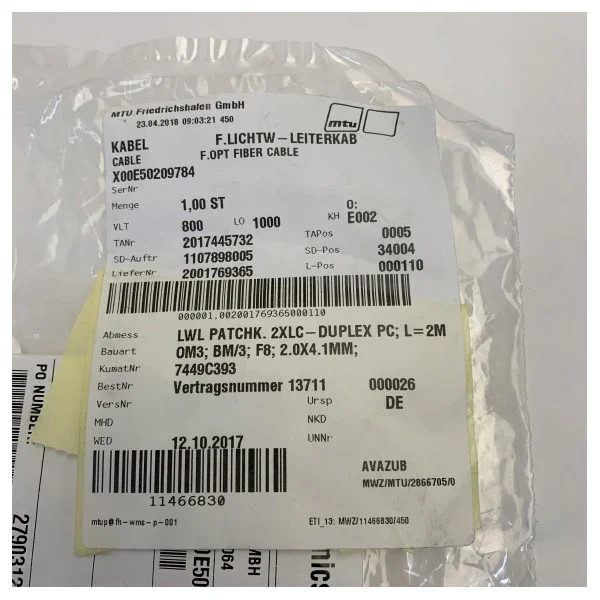 MTU Friedrichshafen GmbH
23.04.2018 09:03:21 450
mtu
KABEL F.LICHTW-LEITERKAB
CABLE F.OPT FIBER CABLE
X00E50209784
SerNr
Menge 1,00 ST O:
VLT 800 LO 1000 KH E002
TANr 2017445732 TAPos 0005
SD-Auftr 1107898005 SD-Pos 34004
LieferNr 2001769365 L-Pos 000110
000001.002001769365000110
Abmess LWL PATCHK. 2XLC-DUPLEX PC; L=2M
Bauart OM3; BM/3; F8; 2.0X4.1MM;
KumatNr 7449C393
BestNr Vertragsnummer 13711 000026
VersNr Ursp DE
MHD NKD
WED 12.10.2017 UNNr
AVAZUB
MWZ/MTU/2866705/0
11466830
mtup@fh-wms-p-001 ETI_13: MWZ/11466830/450
PO NUMBER:
2790312